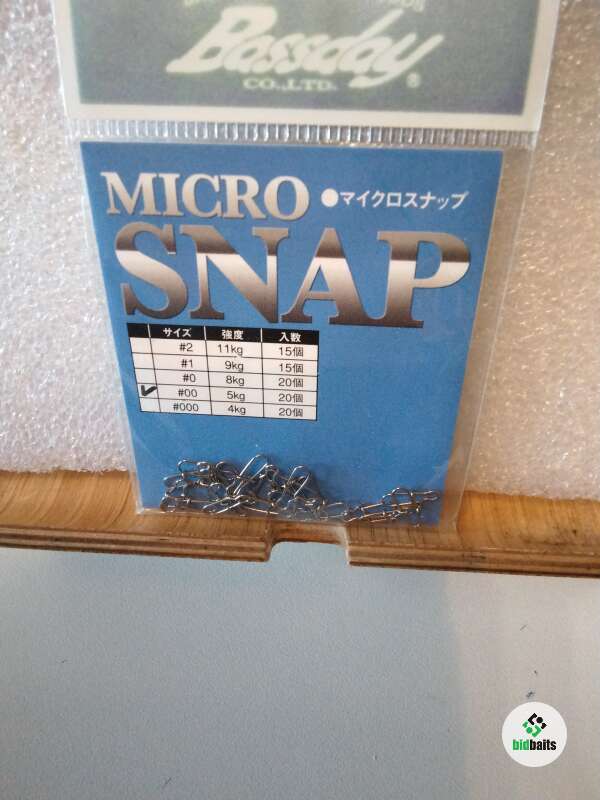 Bassday
CO.,LTD. ®
MICRO ●マイクロスナップ
SNAP
サイズ 強度 入数
#2 11kg 15個
#1 9kg 15個
#0 8kg 20個
✓ #00 5kg 20個
#000 4kg 20個
bidbaits